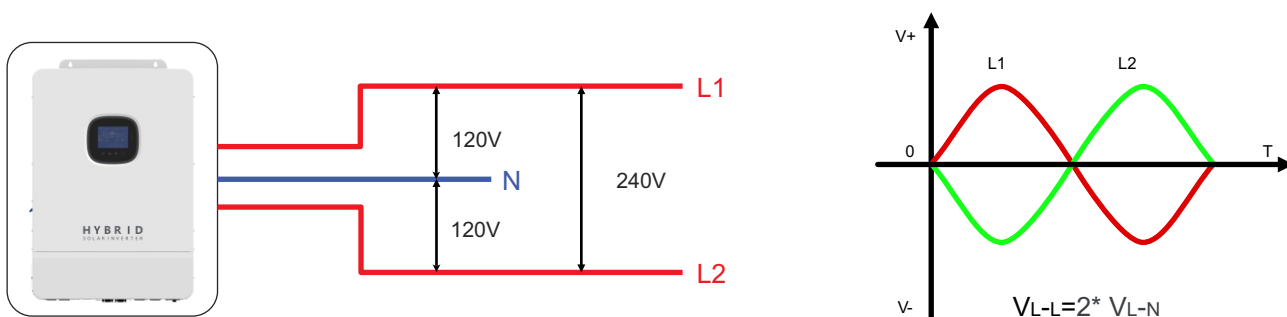 HYBRID
SOLAR INVERTER
L1
120V
N
240V
120V
L2
V+
L1
L2
0
T
V-
VL-L=2* VL-N